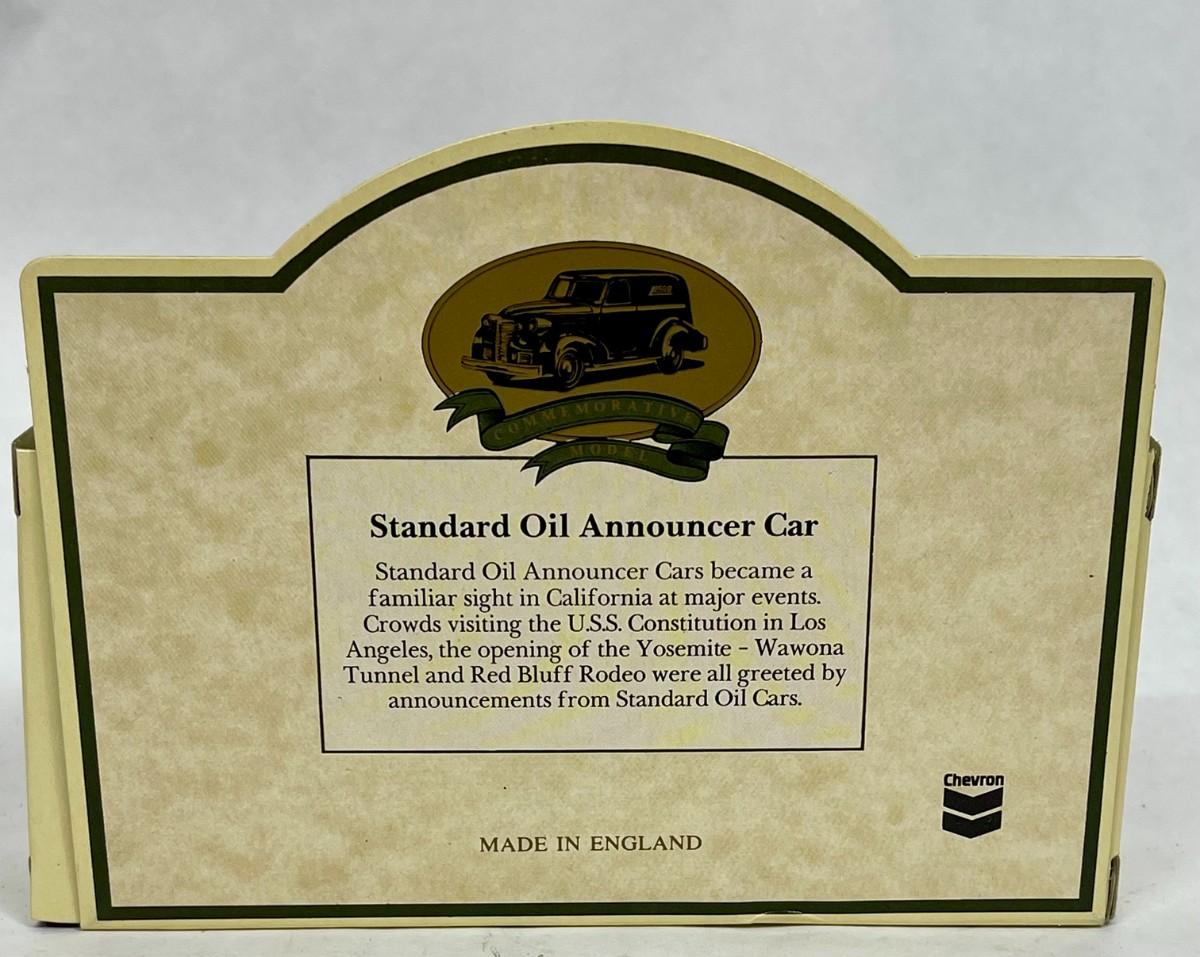 COMMEMORATIVE
MODEL
Standard Oil Announcer Car
Standard Oil Announcer Cars became a
familiar sight in California at major events.
Crowds visiting the U.S.S. Constitution in Los
Angeles, the opening of the Yosemite – Wawona
Tunnel and Red Bluff Rodeo were all greeted by
announcements from Standard Oil Cars.
Chevron
MADE IN ENGLAND